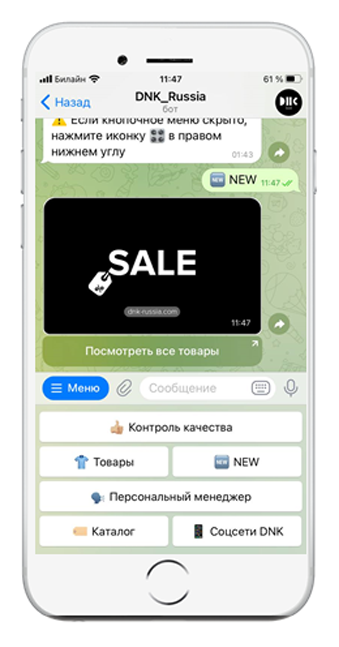 Билайн 11:47 61 %
Назад DNK_Russia
бот
⚠️ Если кнопочное меню скрыто,
нажмите иконку 🎛 в правом
нижнем углу 01:43
🆕 NEW 11:47
SALE
dnk-russia.com
11:47
Посмотреть все товары
Меню Сообщение
👍🏼 Контроль качества
👕 Товары 🆕 NEW
🗣 Персональный менеджер
🏷 Каталог 📱 Соцсети DNK